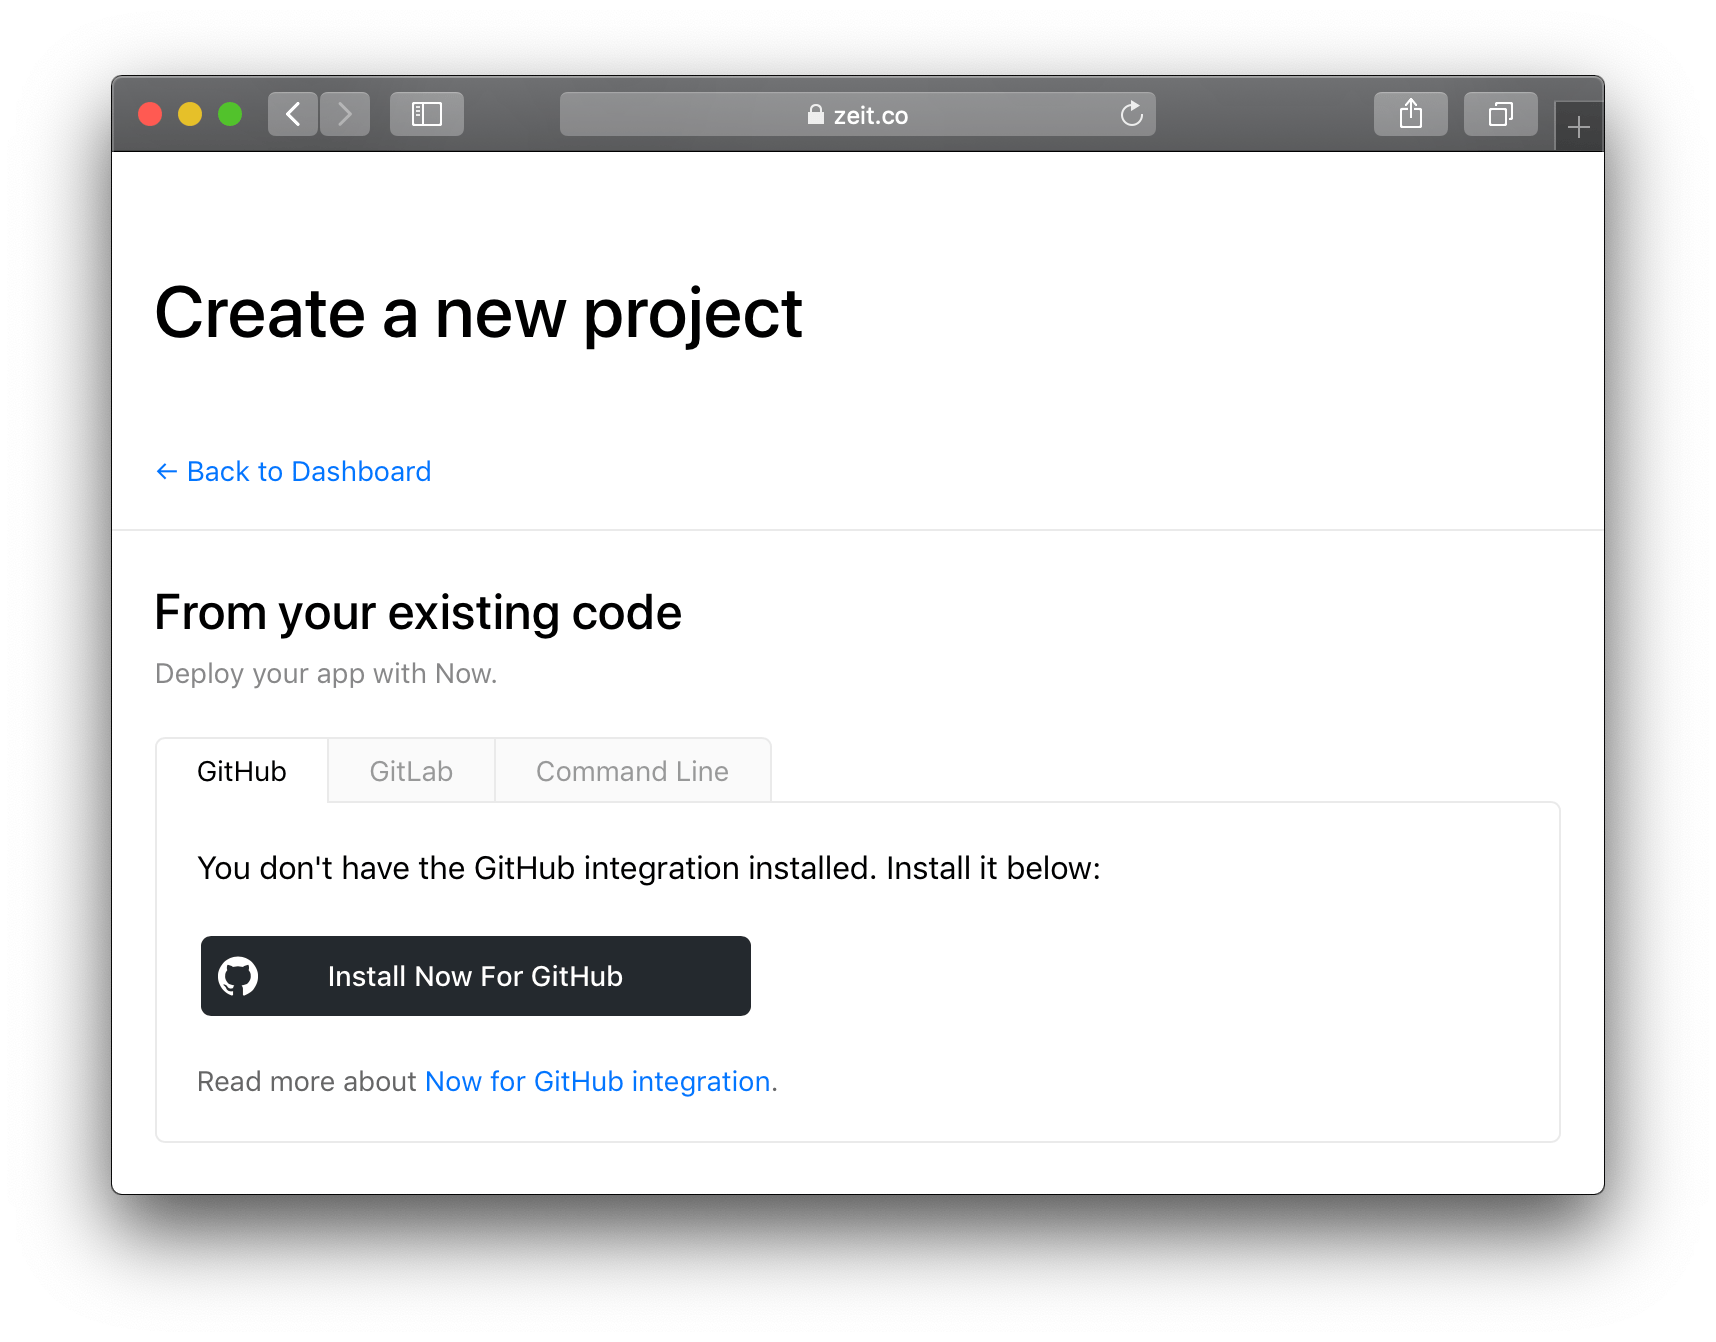 zeit.co
Create a new project
← Back to Dashboard
From your existing code
Deploy your app with Now.
GitHub
GitLab
Command Line
You don't have the GitHub integration installed. Install it below:
Install Now For GitHub
Read more about Now for GitHub integration.